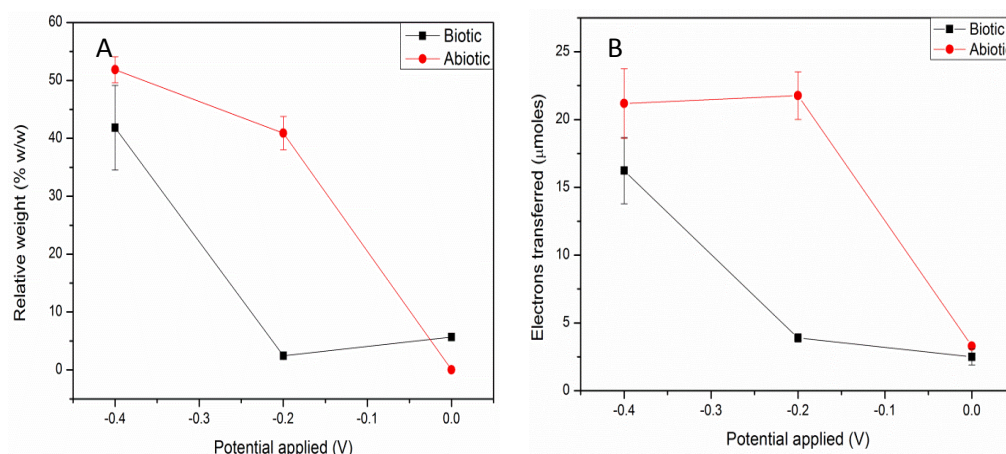 A
Biotic
Abiotic
60
50
40
30
20
10
0
Relative weight (% w/w)
-0.4
-0.3
-0.2
-0.1
0.0
Potential applied (V)
B
Biotic
Abiotic
25
20
15
10
5
0
Electrons transferred (μmoles)
-0.4
-0.3
-0.2
-0.1
0.0
Potential applied (V)